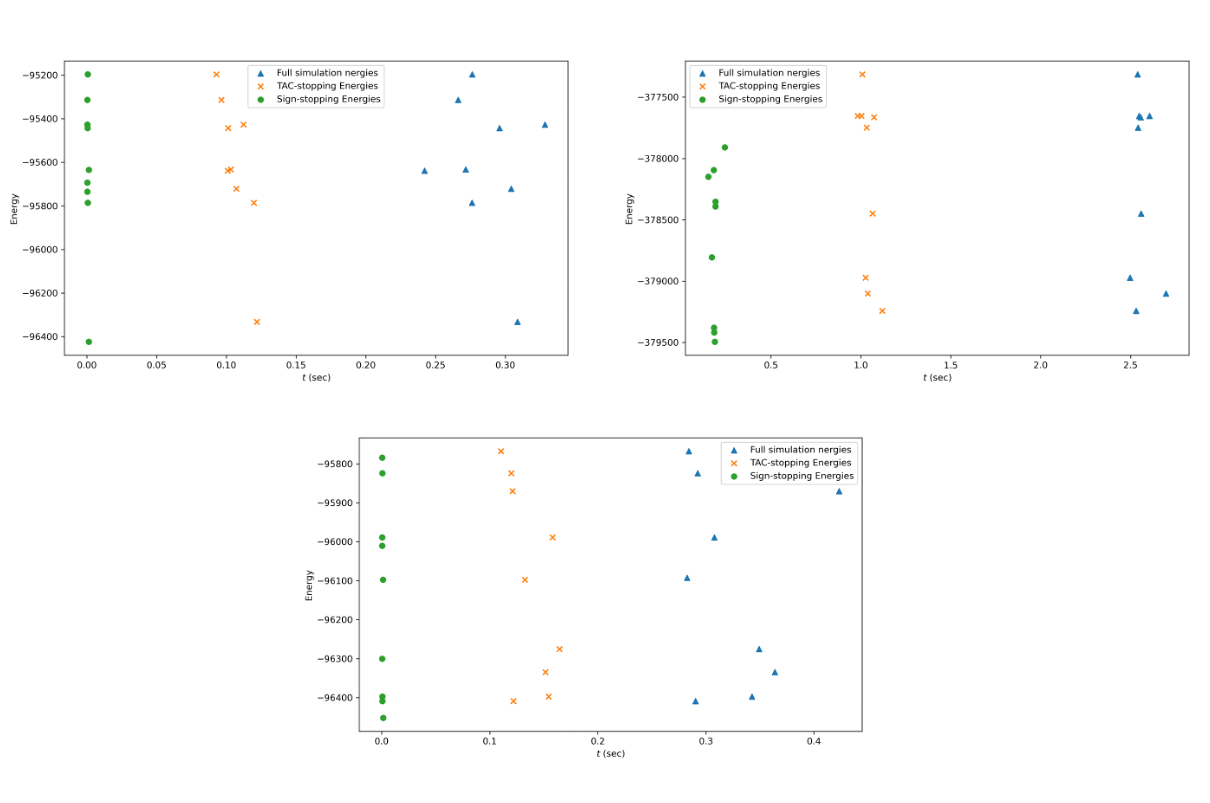 −95200
−95400
−95600
−95800
−96000
−96200
−96400
Energy
0.00
0.05
0.10
0.15
0.20
0.25
0.30
t (sec)
Full simulation nergies
TAC-stopping Energies
Sign-stopping Energies
−377500
−378000
−378500
−379000
−379500
Energy
0.5
1.0
1.5
2.0
2.5
t (sec)
Full simulation nergies
TAC-stopping Energies
Sign-stopping Energies
−95800
−95900
−96000
−96100
−96200
−96300
−96400
Energy
0.0
0.1
0.2
0.3
0.4
t (sec)
Full simulation nergies
TAC-stopping Energies
Sign-stopping Energies